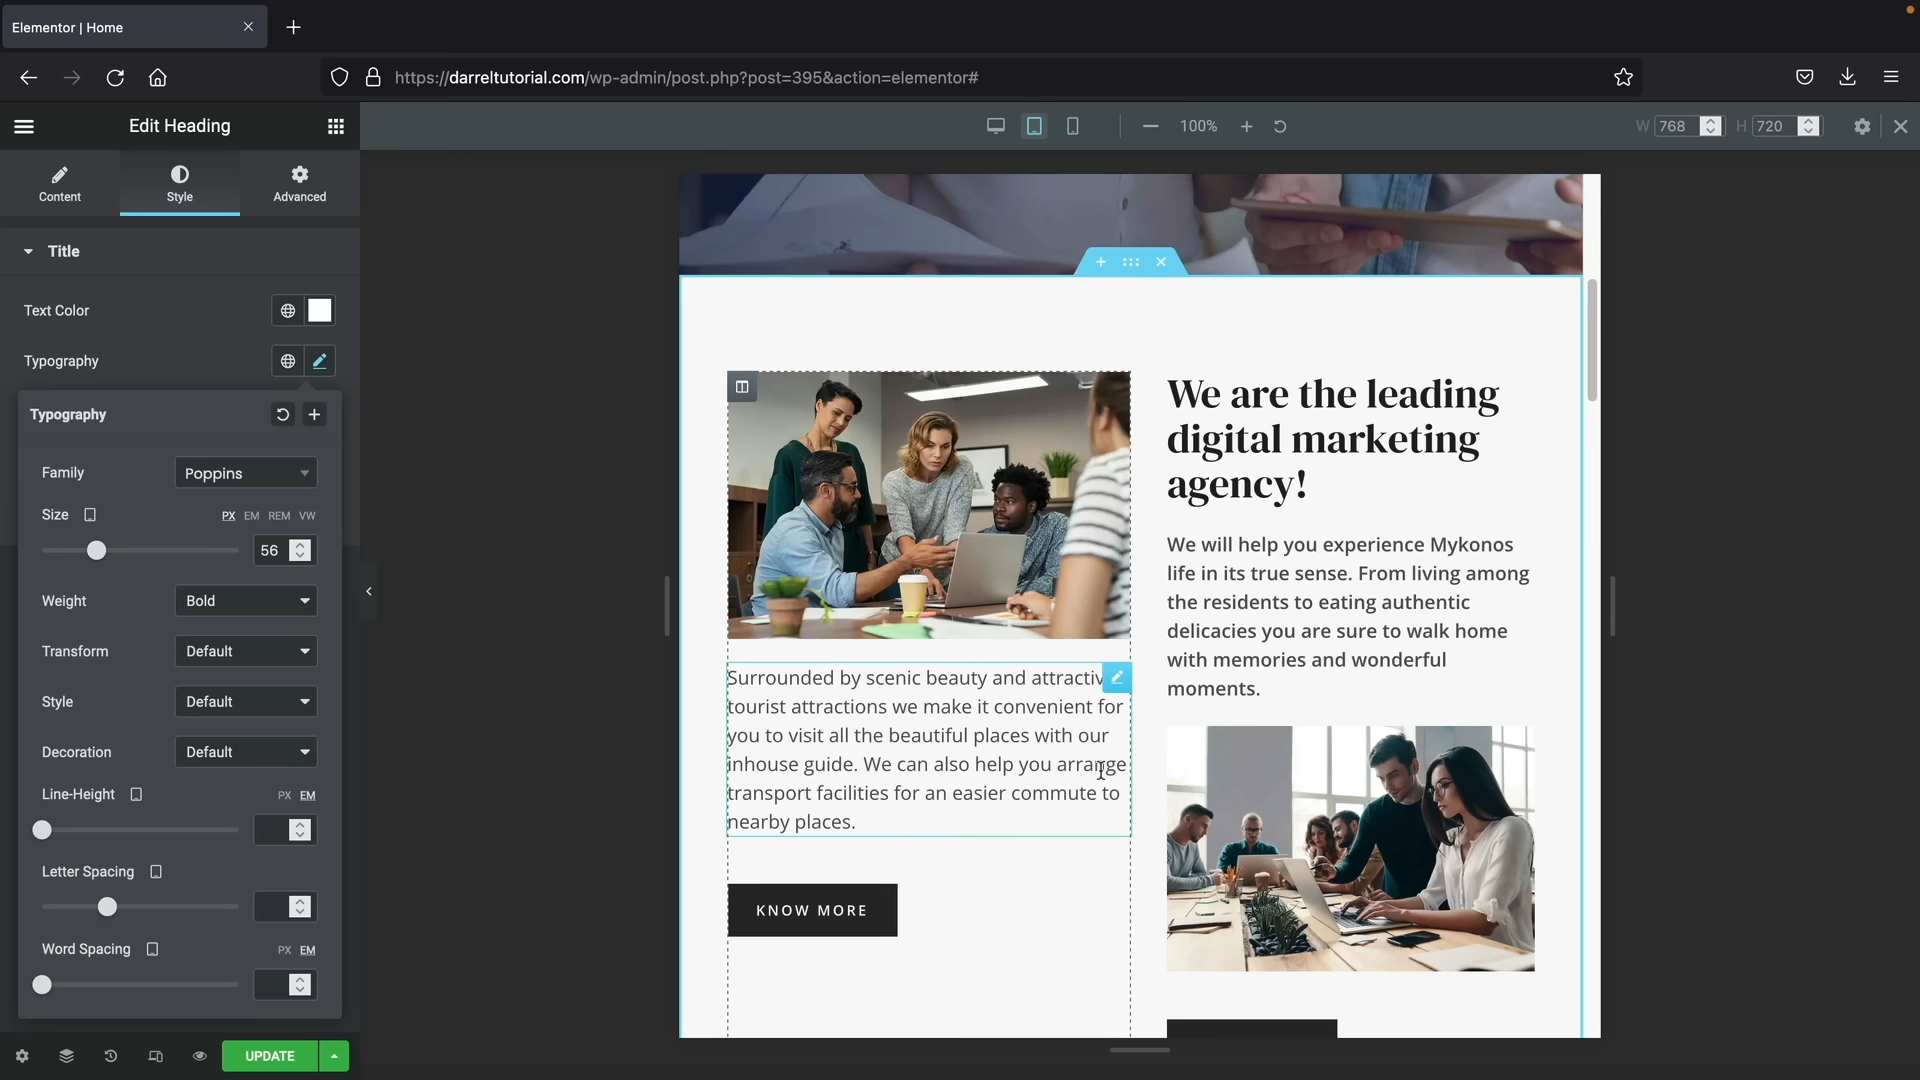 Elementor | Home
https://darreltutorial.com/wp-admin/post.php?post=395&action=elementor#
Edit Heading
100%
W 768
H 720
Content
Style
Advanced
Title
Text Color
Typography
Typography
Family
Poppins
Size
PX EM REM VW
56
Weight
Bold
Transform
Default
Style
Default
Decoration
Default
Line-Height
PX EM
Letter Spacing
Word Spacing
PX EM
UPDATE
Surrounded by scenic beauty and attractiv
tourist attractions we make it convenient for
you to visit all the beautiful places with our
inhouse guide. We can also help you arrange
transport facilities for an easier commute to
nearby places.
KNOW MORE
We are the leading
digital marketing
agency!
We will help you experience Mykonos
life in its true sense. From living among
the residents to eating authentic
delicacies you are sure to walk home
with memories and wonderful
moments.